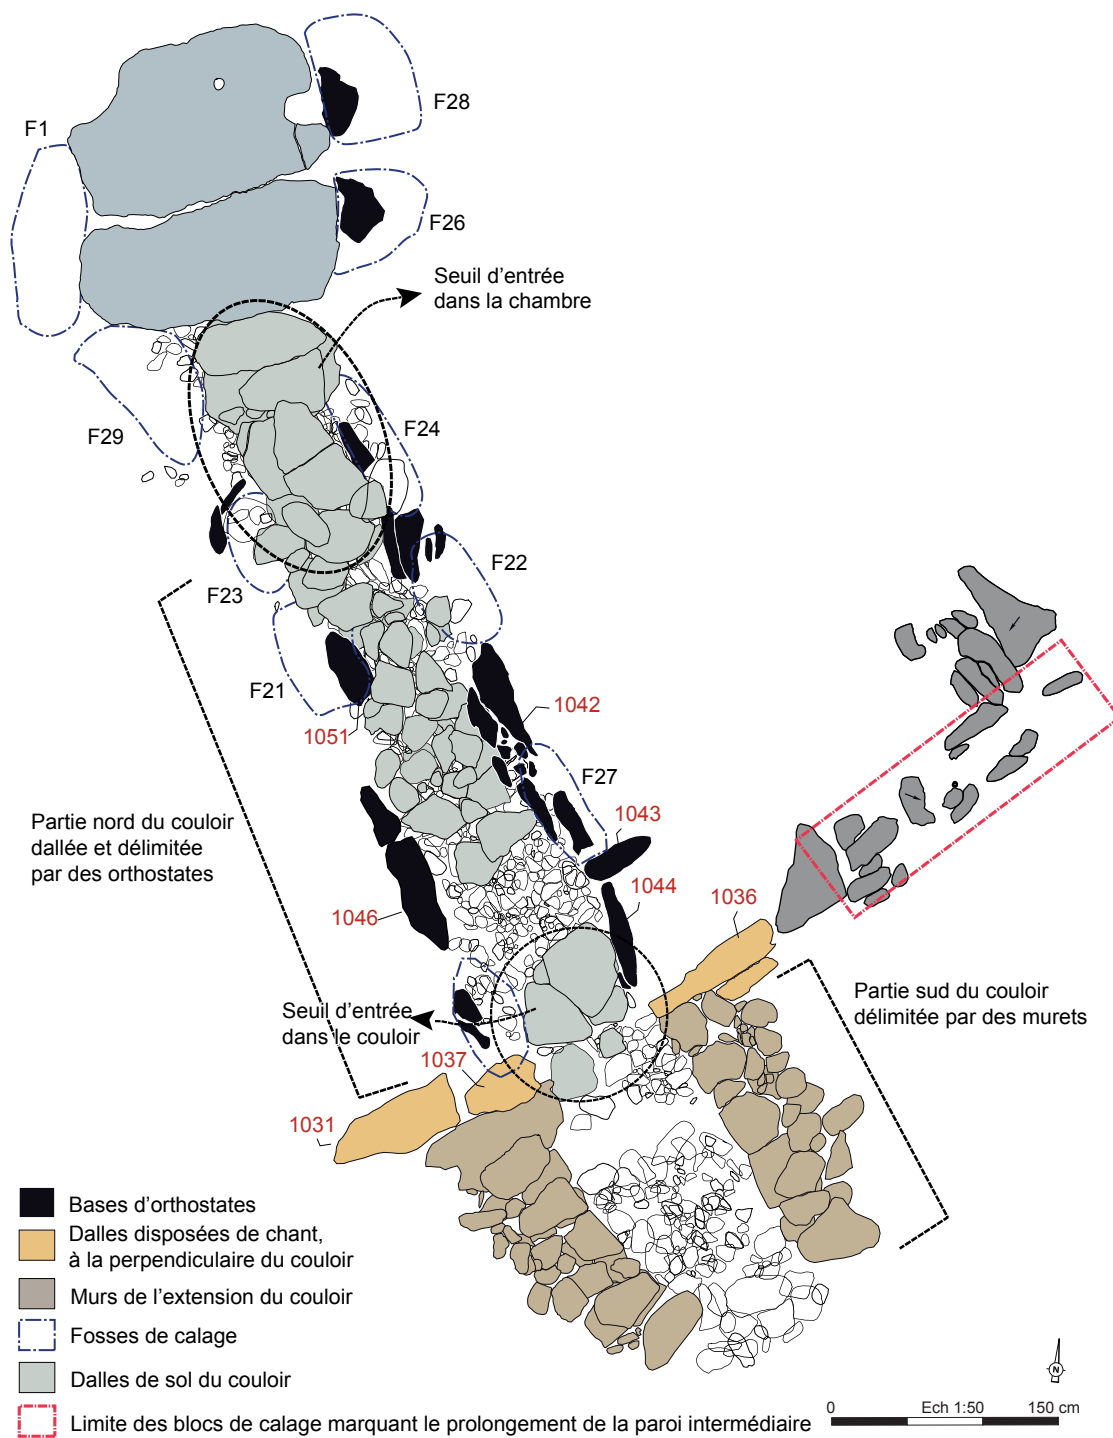 F28
F1
F26
Seuil d'entrée
dans la chambre
F29
F24
F22
F23
F21
1051
1042
F27
1043
Partie nord du couloir
dallée et délimitée
par des orthostates
1044
1046
1036
Partie sud du couloir
délimitée par des murets
Seuil d'entrée
dans le couloir
1037
1031
Bases d'orthostates
Dalles disposées de chant,
à la perpendiculaire du couloir
Murs de l'extension du couloir
Fosses de calage
Dalles de sol du couloir
Limite des blocs de calage marquant le prolongement de la paroi intermédiaire
N
0 Ech 1:50 150 cm